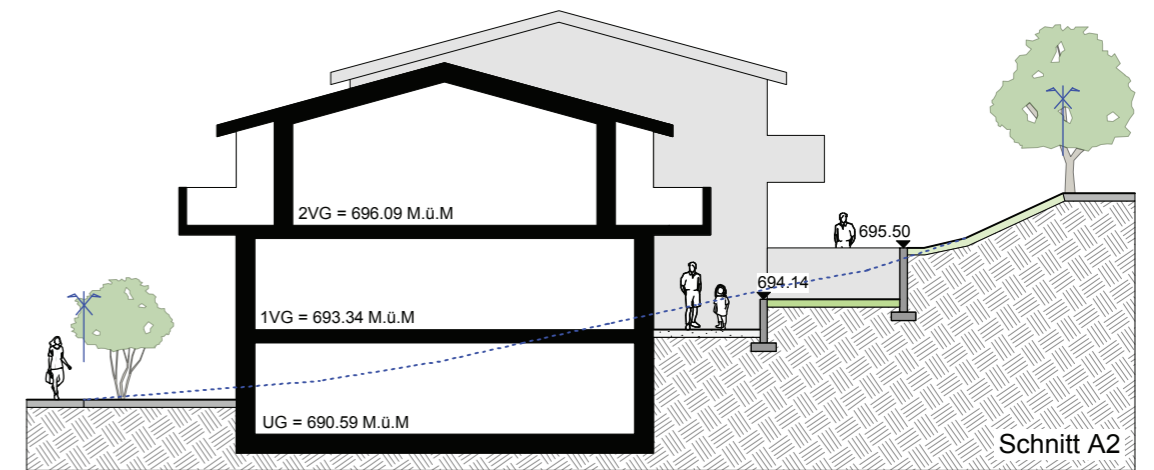 2VG = 696.09 M.ü.M
695.50
694.14
1VG = 693.34 M.ü.M
UG = 690.59 M.ü.M
Schnitt A2